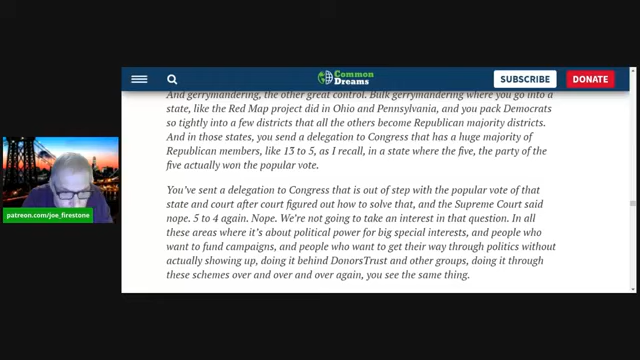 Common
Dreams
SUBSCRIBE
DONATE
And gerrymandering, the other great control. Bulk gerrymandering where you go into a
state, like the Red Map project did in Ohio and Pennsylvania, and you pack Democrats
so tightly into a few districts that all the others become Republican majority districts.
And in those states, you send a delegation to Congress that has a huge majority of
Republican members, like 13 to 5, as I recall, in a state where the five, the party of the
five actually won the popular vote.
You've sent a delegation to Congress that is out of step with the popular vote of that
state and court after court figured out how to solve that, and the Supreme Court said
nope. 5 to 4 again. Nope. We're not going to take an interest in that question. In all
these areas where it's about political power for big special interests, and people who
want to fund campaigns, and people who want to get their way through politics without
actually showing up, doing it behind DonorsTrust and other groups, doing it through
these schemes over and over and over again, you see the same thing.
patreon.com/joe_firestone